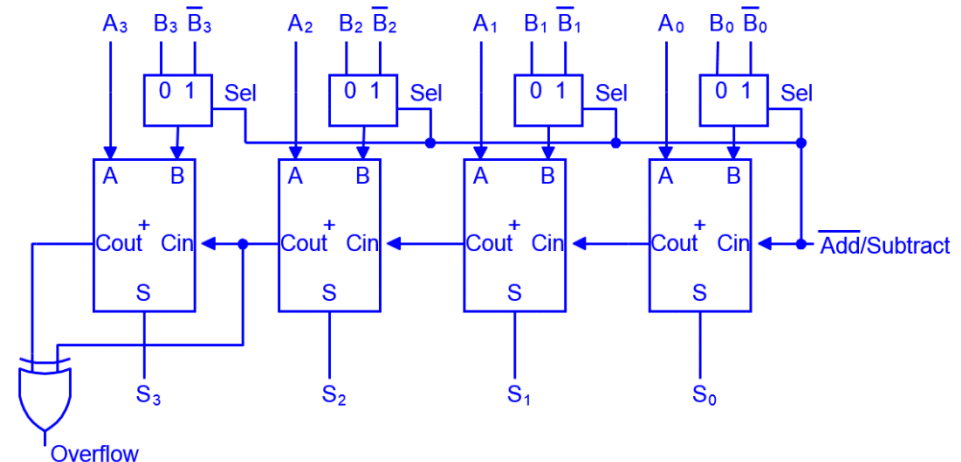 A₃ B₃ B̅₃ A₂ B₂ B̅₂ A₁ B₁ B̅₁ A₀ B₀ B̅₀
0 1 Sel 0 1 Sel 0 1 Sel 0 1 Sel
A B A B A B A B
+ + + +
Cout Cin Cout Cin Cout Cin Cout Cin A̅d̅d̅/Subtract
S S S S
S₃ S₂ S₁ S₀
Overflow